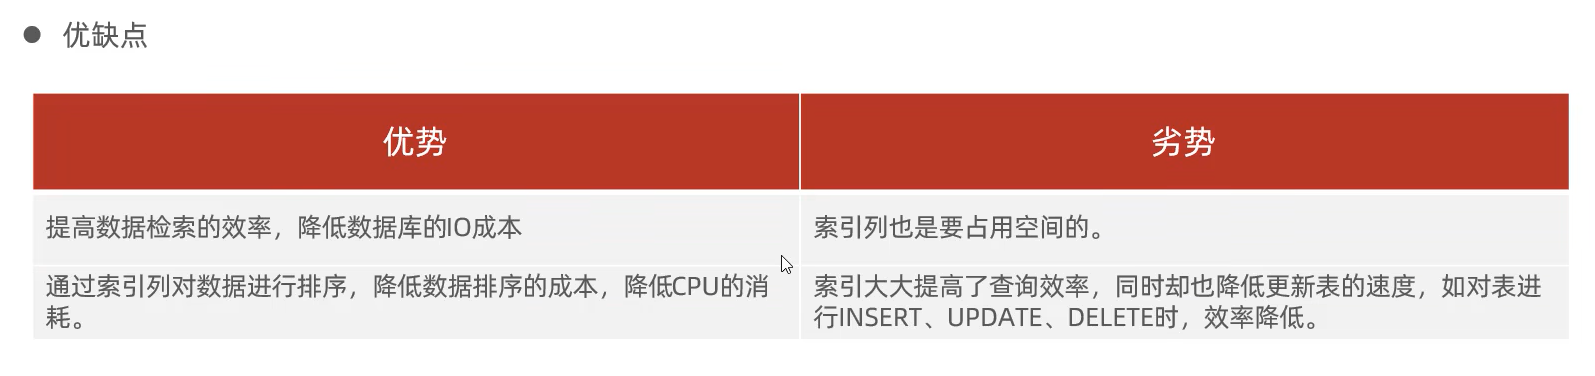 优缺点
优势
劣势
提高数据检索的效率，降低数据库的IO成本
索引列也是要占用空间的。
通过索引列对数据进行排序，降低数据排序的成本，降低CPU的消
耗。
索引大大提高了查询效率，同时却也降低更新表的速度，如对表进
行INSERT、UPDATE、DELETE时，效率降低。